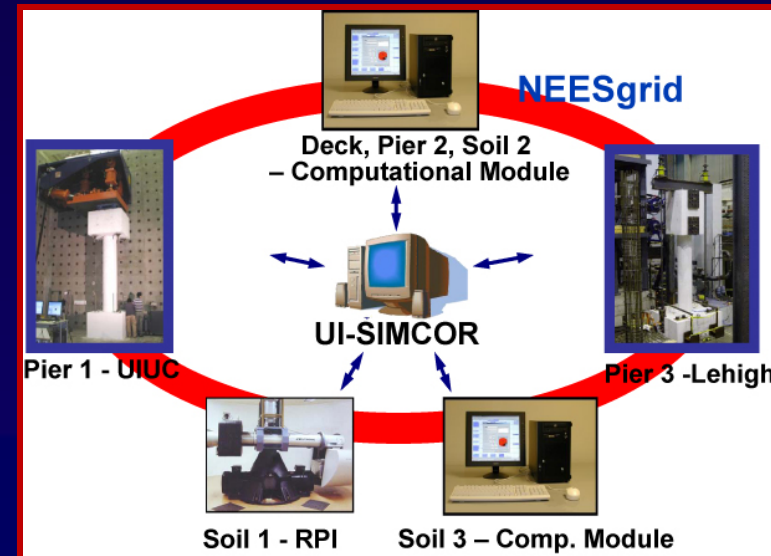 NEESgrid
Deck, Pier 2, Soil 2
– Computational Module
UI-SIMCOR
Pier 1 - UIUC
Pier 3 -Lehigh
Soil 1 - RPI
Soil 3 – Comp. Module